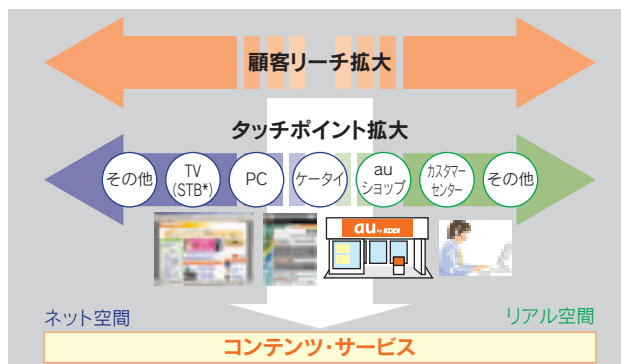 顧客リーチ拡大
タッチポイント拡大
その他
TV
(STB*)
PC
ケータイ
au
ショップ
カスタマー
センター
その他
au by KDDI
ネット空間
リアル空間
コンテンツ・サービス